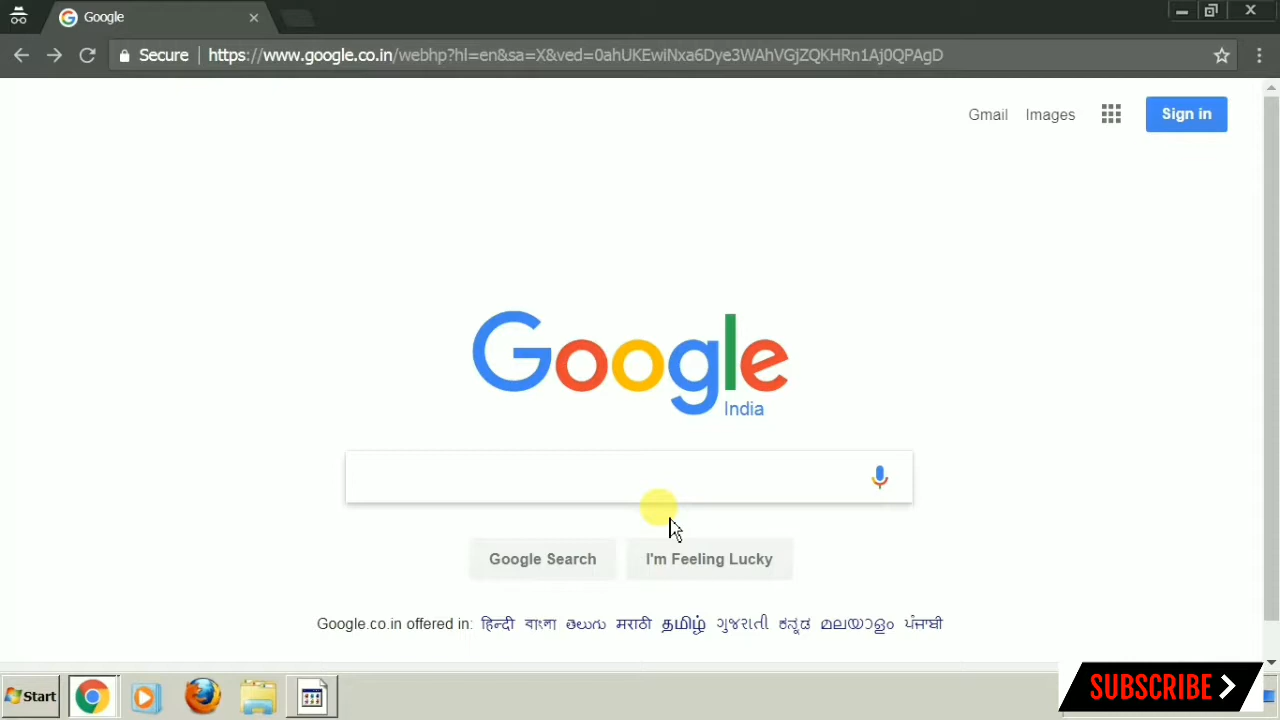 Google
Secure https://www.google.co.in/webhp?hl=en&sa=X&ved=0ahUKEwiNxa6Dye3WAhVGjZQKHRn1Aj0QPAgD
Gmail Images Sign in
Google
India
Google Search I'm Feeling Lucky
Google.co.in offered in: हिन्दी বাংলা తెలుగు मराठी தமிழ் ગુજરાતી ಕನ್ನಡ മലയാളം ਪੰਜਾਬੀ
Start
SUBSCRIBE